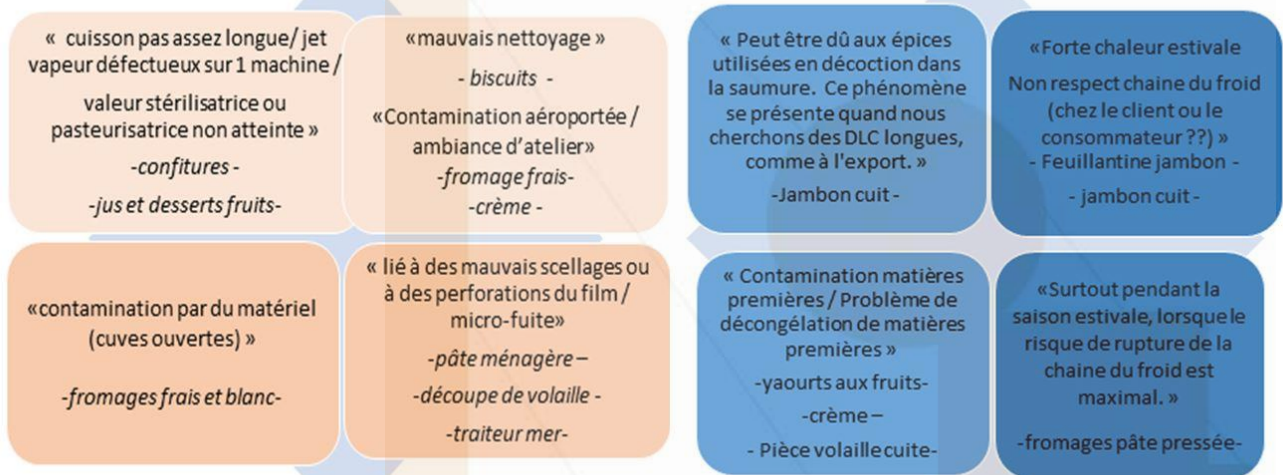 « cuisson pas assez longue/ jet
vapeur défectueux sur 1 machine /
valeur stérilisatrice ou
pasteurisatrice non atteinte »
-confitures -
-jus et desserts fruits-
«mauvais nettoyage »
- biscuits -
«Contamination aéroportée /
ambiance d’atelier»
-fromage frais-
-crème -
« Peut être dû aux épices
utilisées en décoction dans
la saumure. Ce phénomène
se présente quand nous
cherchons des DLC longues,
comme à l'export. »
-Jambon cuit -
«Forte chaleur estivale
Non respect chaine du froid
(chez le client ou le
consommateur ??) »
- Feuillantine jambon -
- jambon cuit -
«contamination par du matériel
(cuves ouvertes) »
-fromages frais et blanc-
« lié à des mauvais scellages ou
à des perforations du film /
micro-fuite»
-pâte ménagère –
-découpe de volaille -
-traiteur mer-
« Contamination matières
premières / Problème de
décongélation de matières
premières »
-yaourts aux fruits-
-crème –
- Pièce volaille cuite-
«Surtout pendant la
saison estivale, lorsque le
risque de rupture de la
chaine du froid est
maximal. »
-fromages pâte pressée-